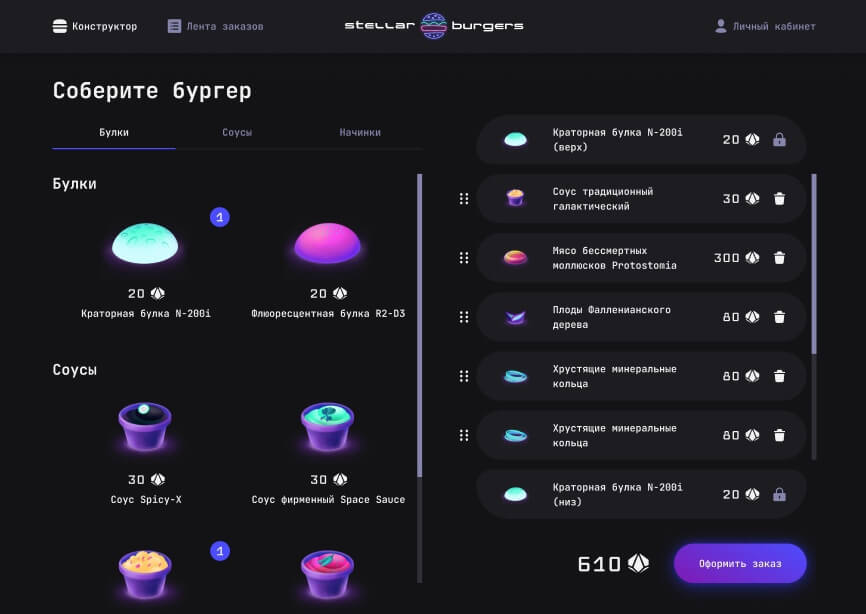 Конструктор
Лента заказов
stellar burgers
Личный кабинет
Соберите бургер
Булки
Соусы
Начинки
Булки
1
20
20
Краторная булка N-200i
Флюоресцентная булка R2-D3
Соусы
30
30
Соус Spicy-X
Соус фирменный Space Sauce
1
Краторная булка N-200i
(верх)
20
Соус традиционный
галактический
30
Мясо бессмертных
моллюсков Protostomia
300
Плоды Фалленианского
дерева
80
Хрустящие минеральные
кольца
80
Хрустящие минеральные
кольца
80
Краторная булка N-200i
(низ)
20
610
Оформить заказ